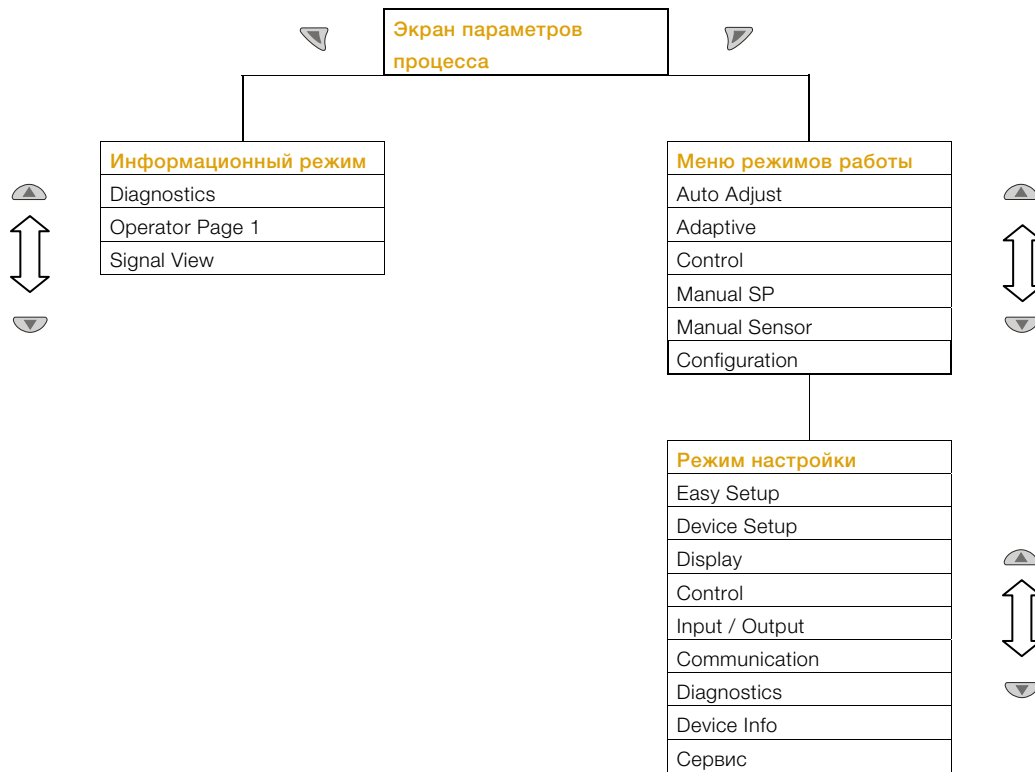 Экран параметров
процесса
Информационный режим
Diagnostics
Operator Page 1
Signal View
Меню режимов работы
Auto Adjust
Adaptive
Control
Manual SP
Manual Sensor
Configuration
Режим настройки
Easy Setup
Device Setup
Display
Control
Input / Output
Communication
Diagnostics
Device Info
Сервис